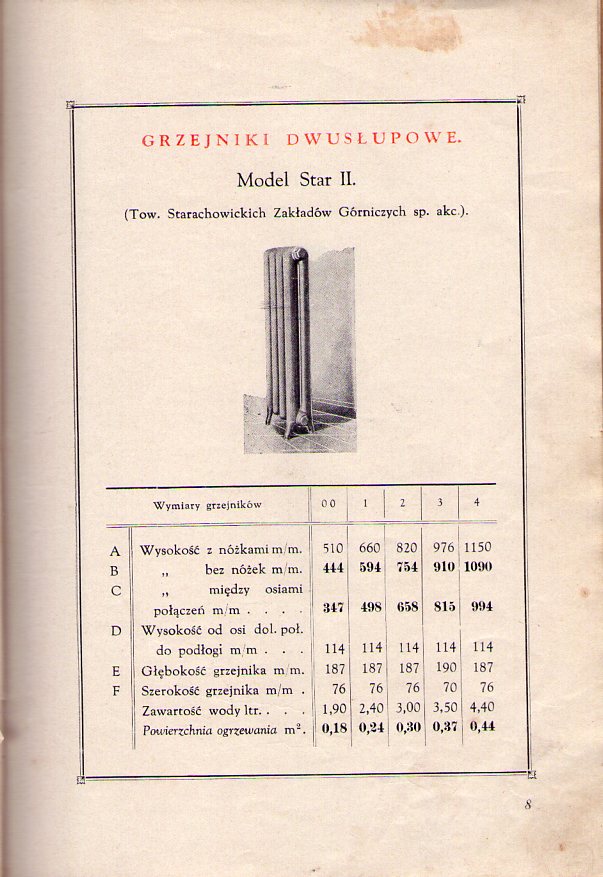 GRZEJNIKI DWUSŁUPOWE.
Model Star II.
(Tow. Starachowickich Zakładów Górniczych sp. akc.).
Wymiary grzejników 00 1 2 3 4
A Wysokość z nóżkami m/m. 510 660 820 976 1150
B „ bez nóżek m/m. 444 594 754 910 1090
C „ między osiami
połączeń m/m . . . . 347 498 658 815 994
D Wysokość od osi dol. poł.
do podłogi m/m . . . 114 114 114 114 114
E Głębokość grzejnika m/m. 187 187 187 190 187
F Szerokość grzejnika m/m . 76 76 76 70 76
Zawartość wody ltr. . . . 1,90 2,40 3,00 3,50 4,40
Powierzchnia ogrzewania m². 0,18 0,24 0,30 0,37 0,44
8